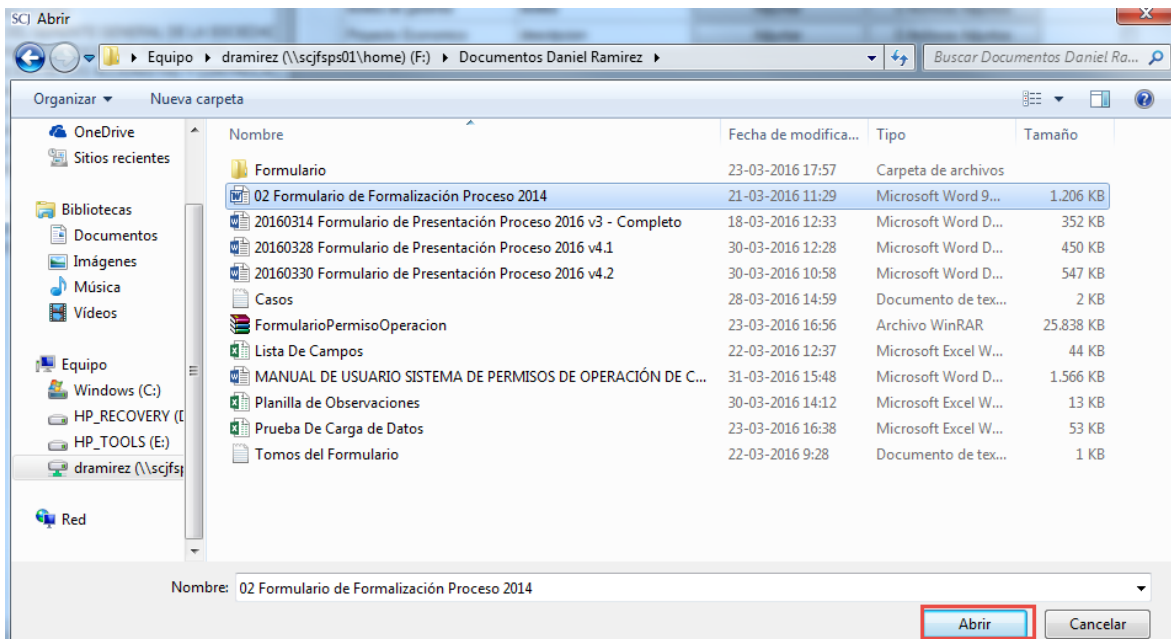 SCJ Abrir
Equipo dramirez (\\scjfsps01\home) (F:) Documentos Daniel Ramirez
Buscar Documentos Daniel Ra...
Organizar Nueva carpeta
OneDrive
Sitios recientes
Bibliotecas
Documentos
Imágenes
Música
Vídeos
Equipo
Windows (C:)
HP_RECOVERY (D
HP_TOOLS (E:)
dramirez (\\scjfsp
Red
Nombre Fecha de modifica... Tipo Tamaño
Formulario 23-03-2016 17:57 Carpeta de archivos
02 Formulario de Formalización Proceso 2014 21-03-2016 11:29 Microsoft Word 9... 1.206 KB
20160314 Formulario de Presentación Proceso 2016 v3 - Completo 18-03-2016 12:33 Microsoft Word D... 352 KB
20160328 Formulario de Presentación Proceso 2016 v4.1 30-03-2016 12:28 Microsoft Word D... 450 KB
20160330 Formulario de Presentación Proceso 2016 v4.2 30-03-2016 10:58 Microsoft Word D... 547 KB
Casos 28-03-2016 14:59 Documento de tex... 2 KB
FormularioPermisoOperacion 23-03-2016 16:56 Archivo WinRAR 25.838 KB
Lista De Campos 22-03-2016 12:37 Microsoft Excel W... 44 KB
MANUAL DE USUARIO SISTEMA DE PERMISOS DE OPERACIÓN DE C... 31-03-2016 15:48 Microsoft Word D... 1.566 KB
Planilla de Observaciones 30-03-2016 14:12 Microsoft Excel W... 13 KB
Prueba De Carga de Datos 23-03-2016 16:38 Microsoft Excel W... 53 KB
Tomos del Formulario 22-03-2016 9:28 Documento de tex... 1 KB
Nombre: 02 Formulario de Formalización Proceso 2014
Abrir Cancelar